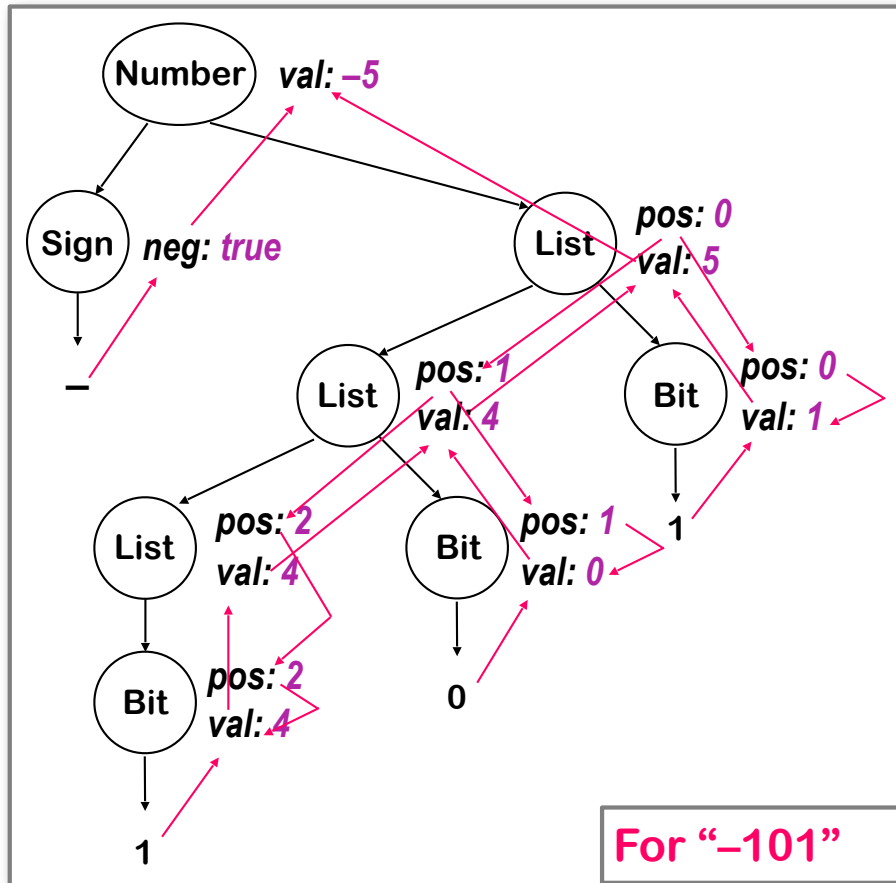 Number
val: –5
Sign
neg: true
List
pos: 0
val: 5
–
List
pos: 1
val: 4
Bit
pos: 0
val: 1
List
pos: 2
val: 4
Bit
pos: 1
val: 0
1
Bit
pos: 2
val: 4
0
1
For “–101”